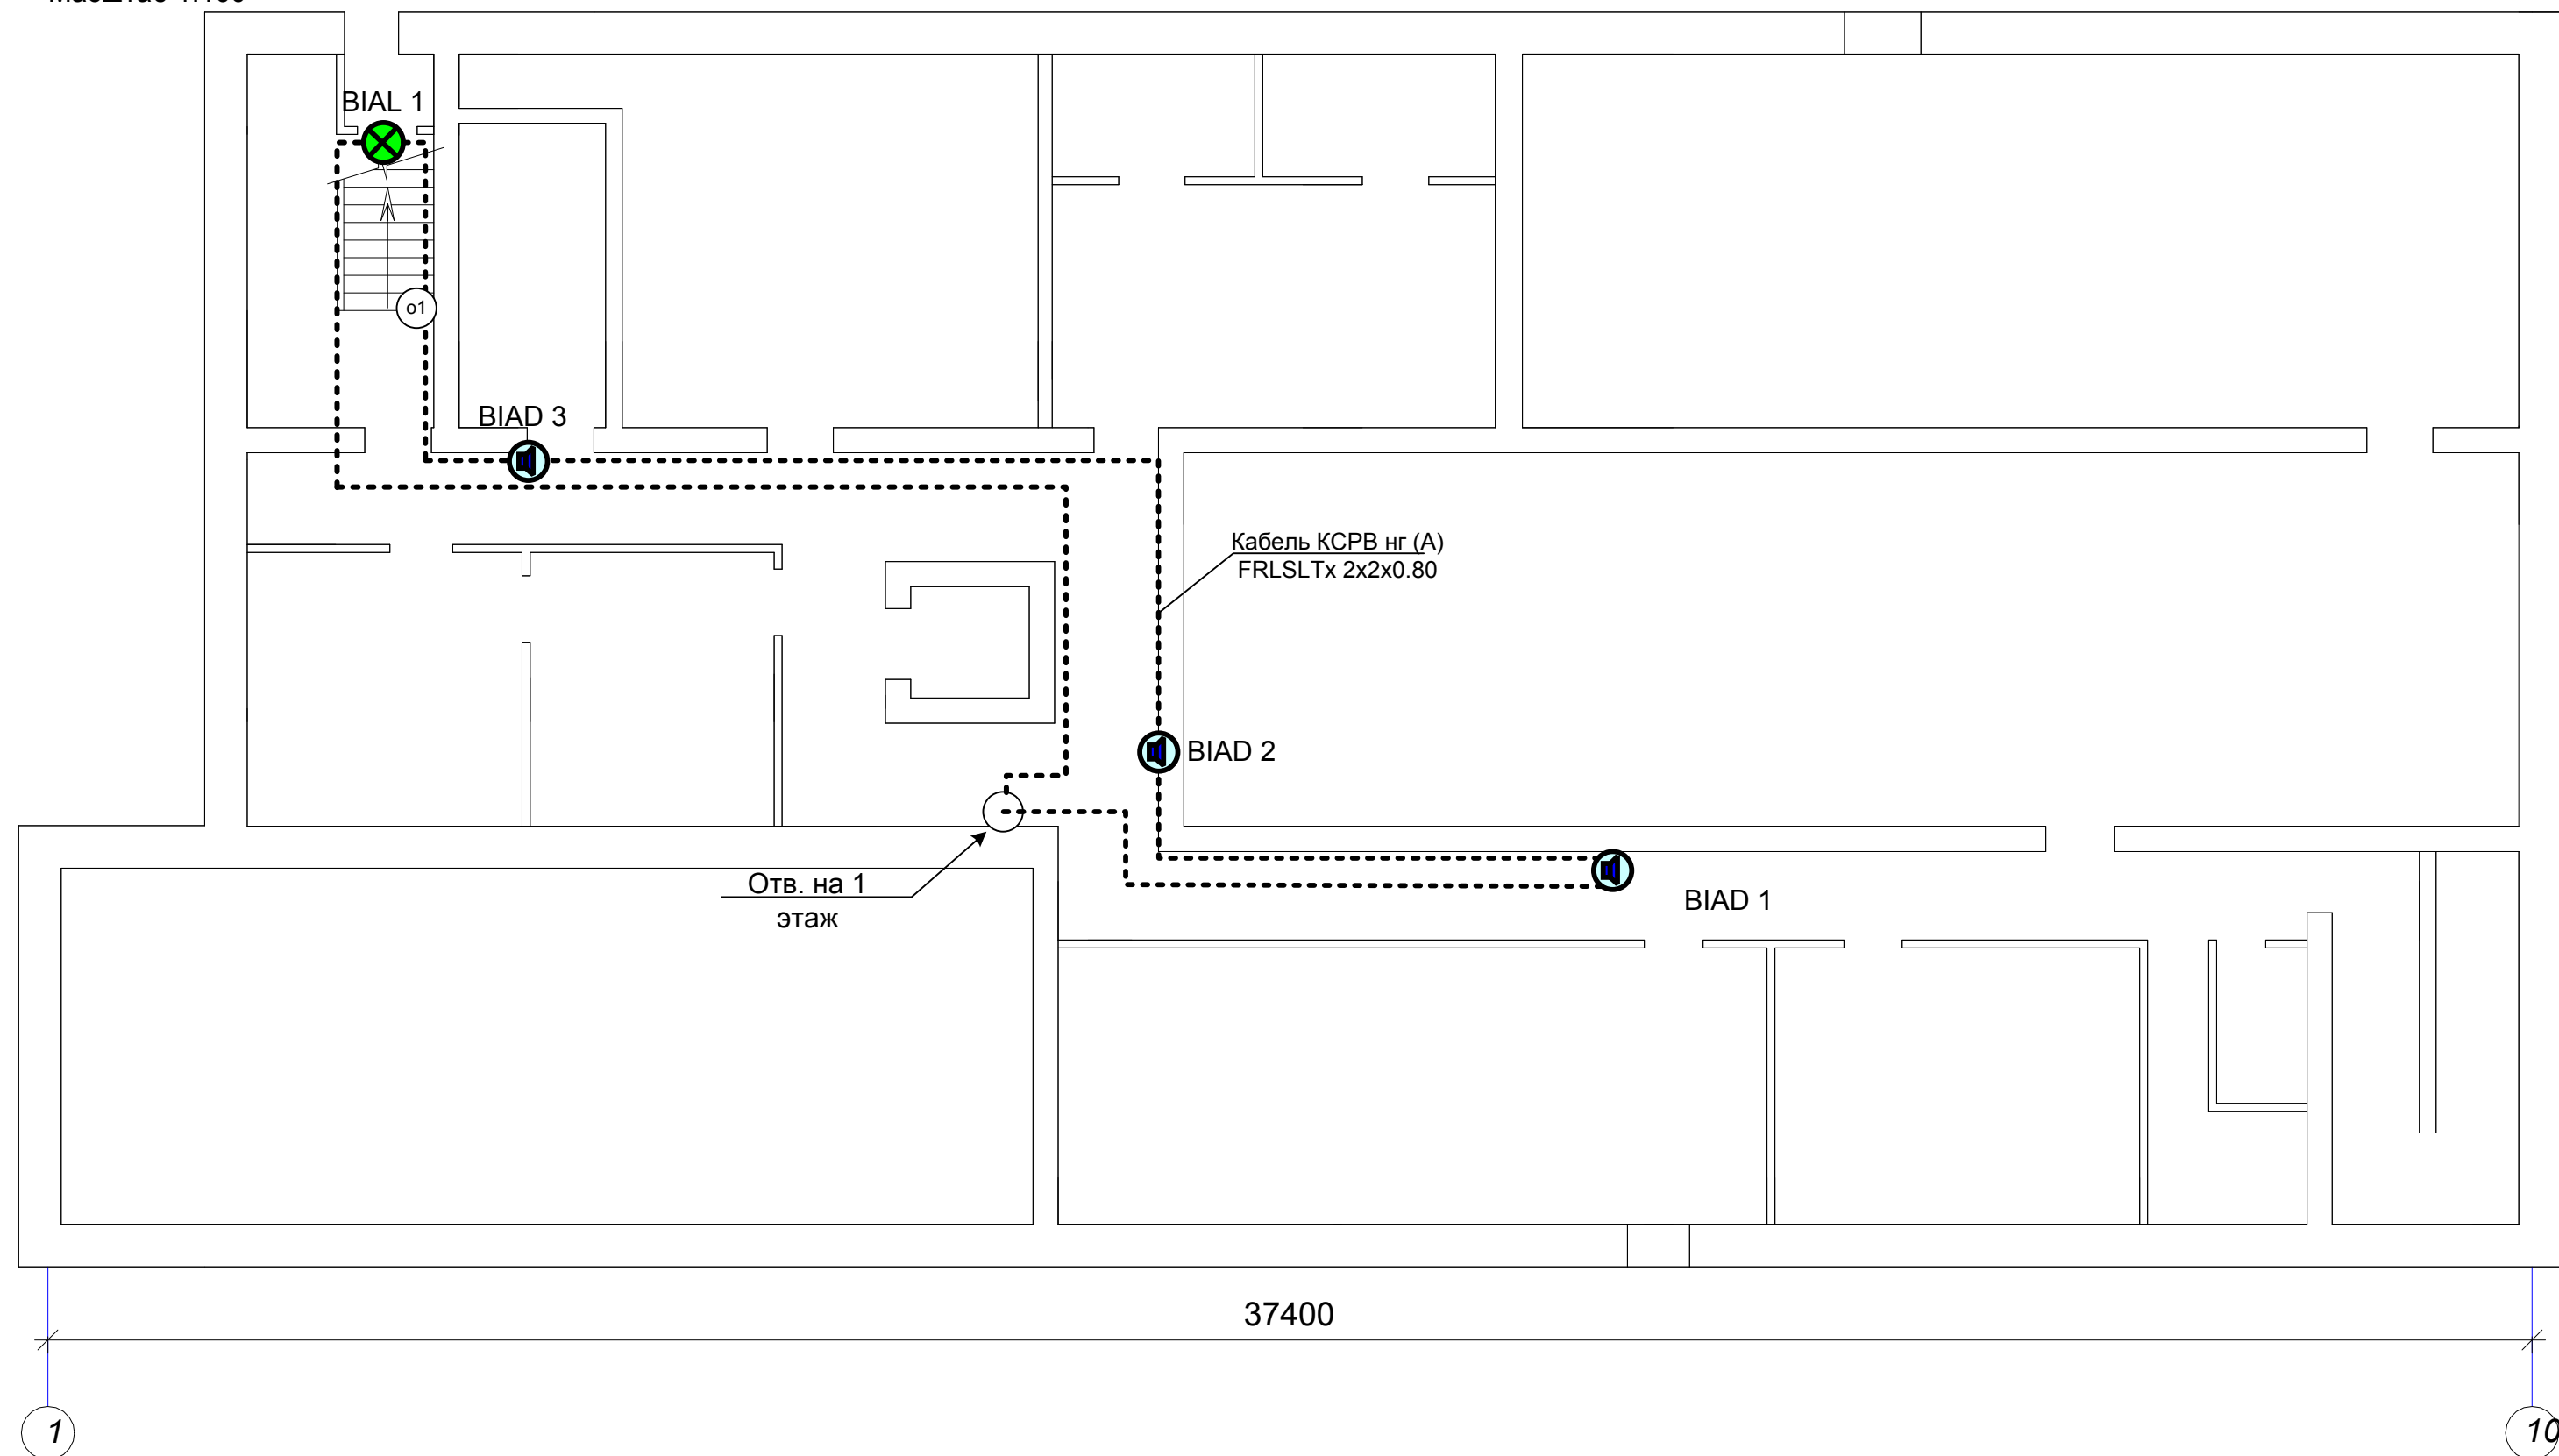 BIAL 1
o1
BIAD 3
Кабель КСРВ нг (А)
FRLSLTx 2x2x0.80
BIAD 2
Отв. на 1
этаж
BIAD 1
37400
1
10